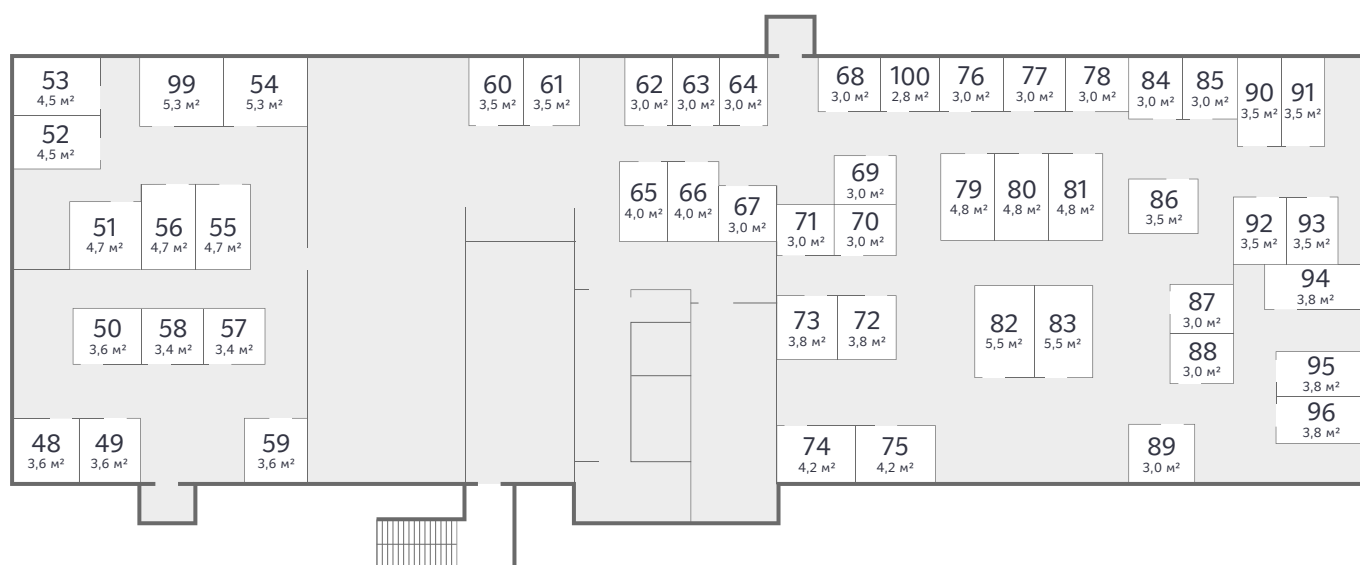 53
4,5 м²
99
5,3 м²
54
5,3 м²
60
3,5 м²
61
3,5 м²
62
3,0 м²
63
3,0 м²
64
3,0 м²
68
3,0 м²
100
2,8 м²
76
3,0 м²
77
3,0 м²
78
3,0 м²
84
3,0 м²
85
3,0 м²
90
3,5 м²
91
3,5 м²
52
4,5 м²
51
4,7 м²
56
4,7 м²
55
4,7 м²
65
4,0 м²
66
4,0 м²
67
3,0 м²
69
3,0 м²
71
3,0 м²
70
3,0 м²
79
4,8 м²
80
4,8 м²
81
4,8 м²
86
3,5 м²
92
3,5 м²
93
3,5 м²
94
3,8 м²
50
3,6 м²
58
3,4 м²
57
3,4 м²
73
3,8 м²
72
3,8 м²
82
5,5 м²
83
5,5 м²
87
3,0 м²
88
3,0 м²
95
3,8 м²
96
3,8 м²
48
3,6 м²
49
3,6 м²
59
3,6 м²
74
4,2 м²
75
4,2 м²
89
3,0 м²